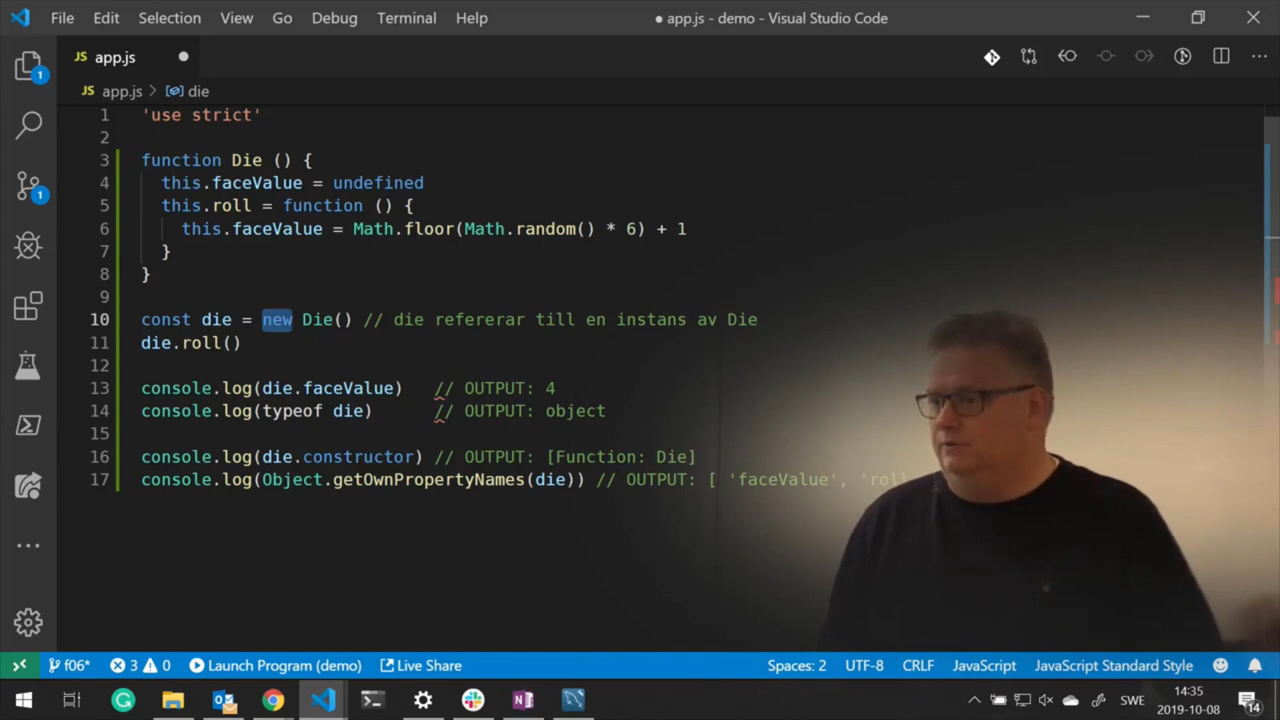 File Edit Selection View Go Debug Terminal Help ● app.js - demo - Visual Studio Code
JS app.js ●
JS app.js > die
1 'use strict'
2
3 function Die () {
4 this.faceValue = undefined
5 this.roll = function () {
6 this.faceValue = Math.floor(Math.random() * 6) + 1
7 }
8 }
9
10 const die = new Die() // die refererar till en instans av Die
11 die.roll()
12
13 console.log(die.faceValue) // OUTPUT: 4
14 console.log(typeof die) // OUTPUT: object
15
16 console.log(die.constructor) // OUTPUT: [Function: Die]
17 console.log(Object.getOwnPropertyNames(die)) // OUTPUT: [ 'faceValue', 'roll
1
1
f06* 3 0 Launch Program (demo) Live Share Spaces: 2 UTF-8 CRLF JavaScript JavaScript Standard Style
SWE 14:35
2019-10-08 14